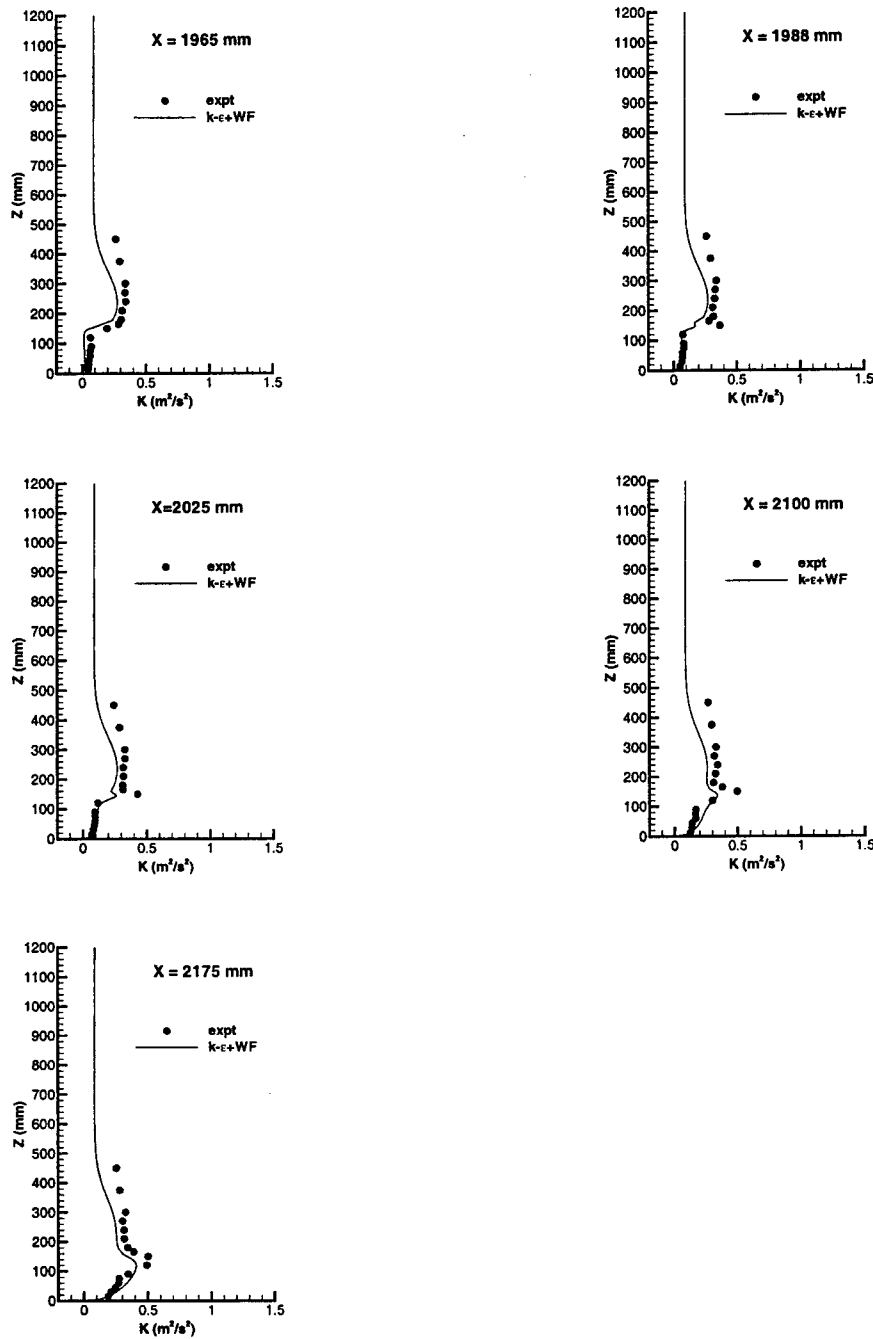 1200
1100
1000
900
800
700
600
500
400
300
200
100
0
Z (mm)
X = 1965 mm
expt
k-ε+WF
0 0.5 1 1.5
K (m²/s²)
1200
1100
1000
900
800
700
600
500
400
300
200
100
0
Z (mm)
X = 1988 mm
expt
k-ε+WF
0 0.5 1 1.5
K (m²/s²)
1200
1100
1000
900
800
700
600
500
400
300
200
100
0
Z (mm)
X=2025 mm
expt
k-ε+WF
0 0.5 1 1.5
K (m²/s²)
1200
1100
1000
900
800
700
600
500
400
300
200
100
0
Z (mm)
X = 2100 mm
expt
k-ε+WF
0 0.5 1 1.5
K (m²/s²)
1200
1100
1000
900
800
700
600
500
400
300
200
100
0
Z (mm)
X = 2175 mm
expt
k-ε+WF
0 0.5 1 1.5
K (m²/s²)